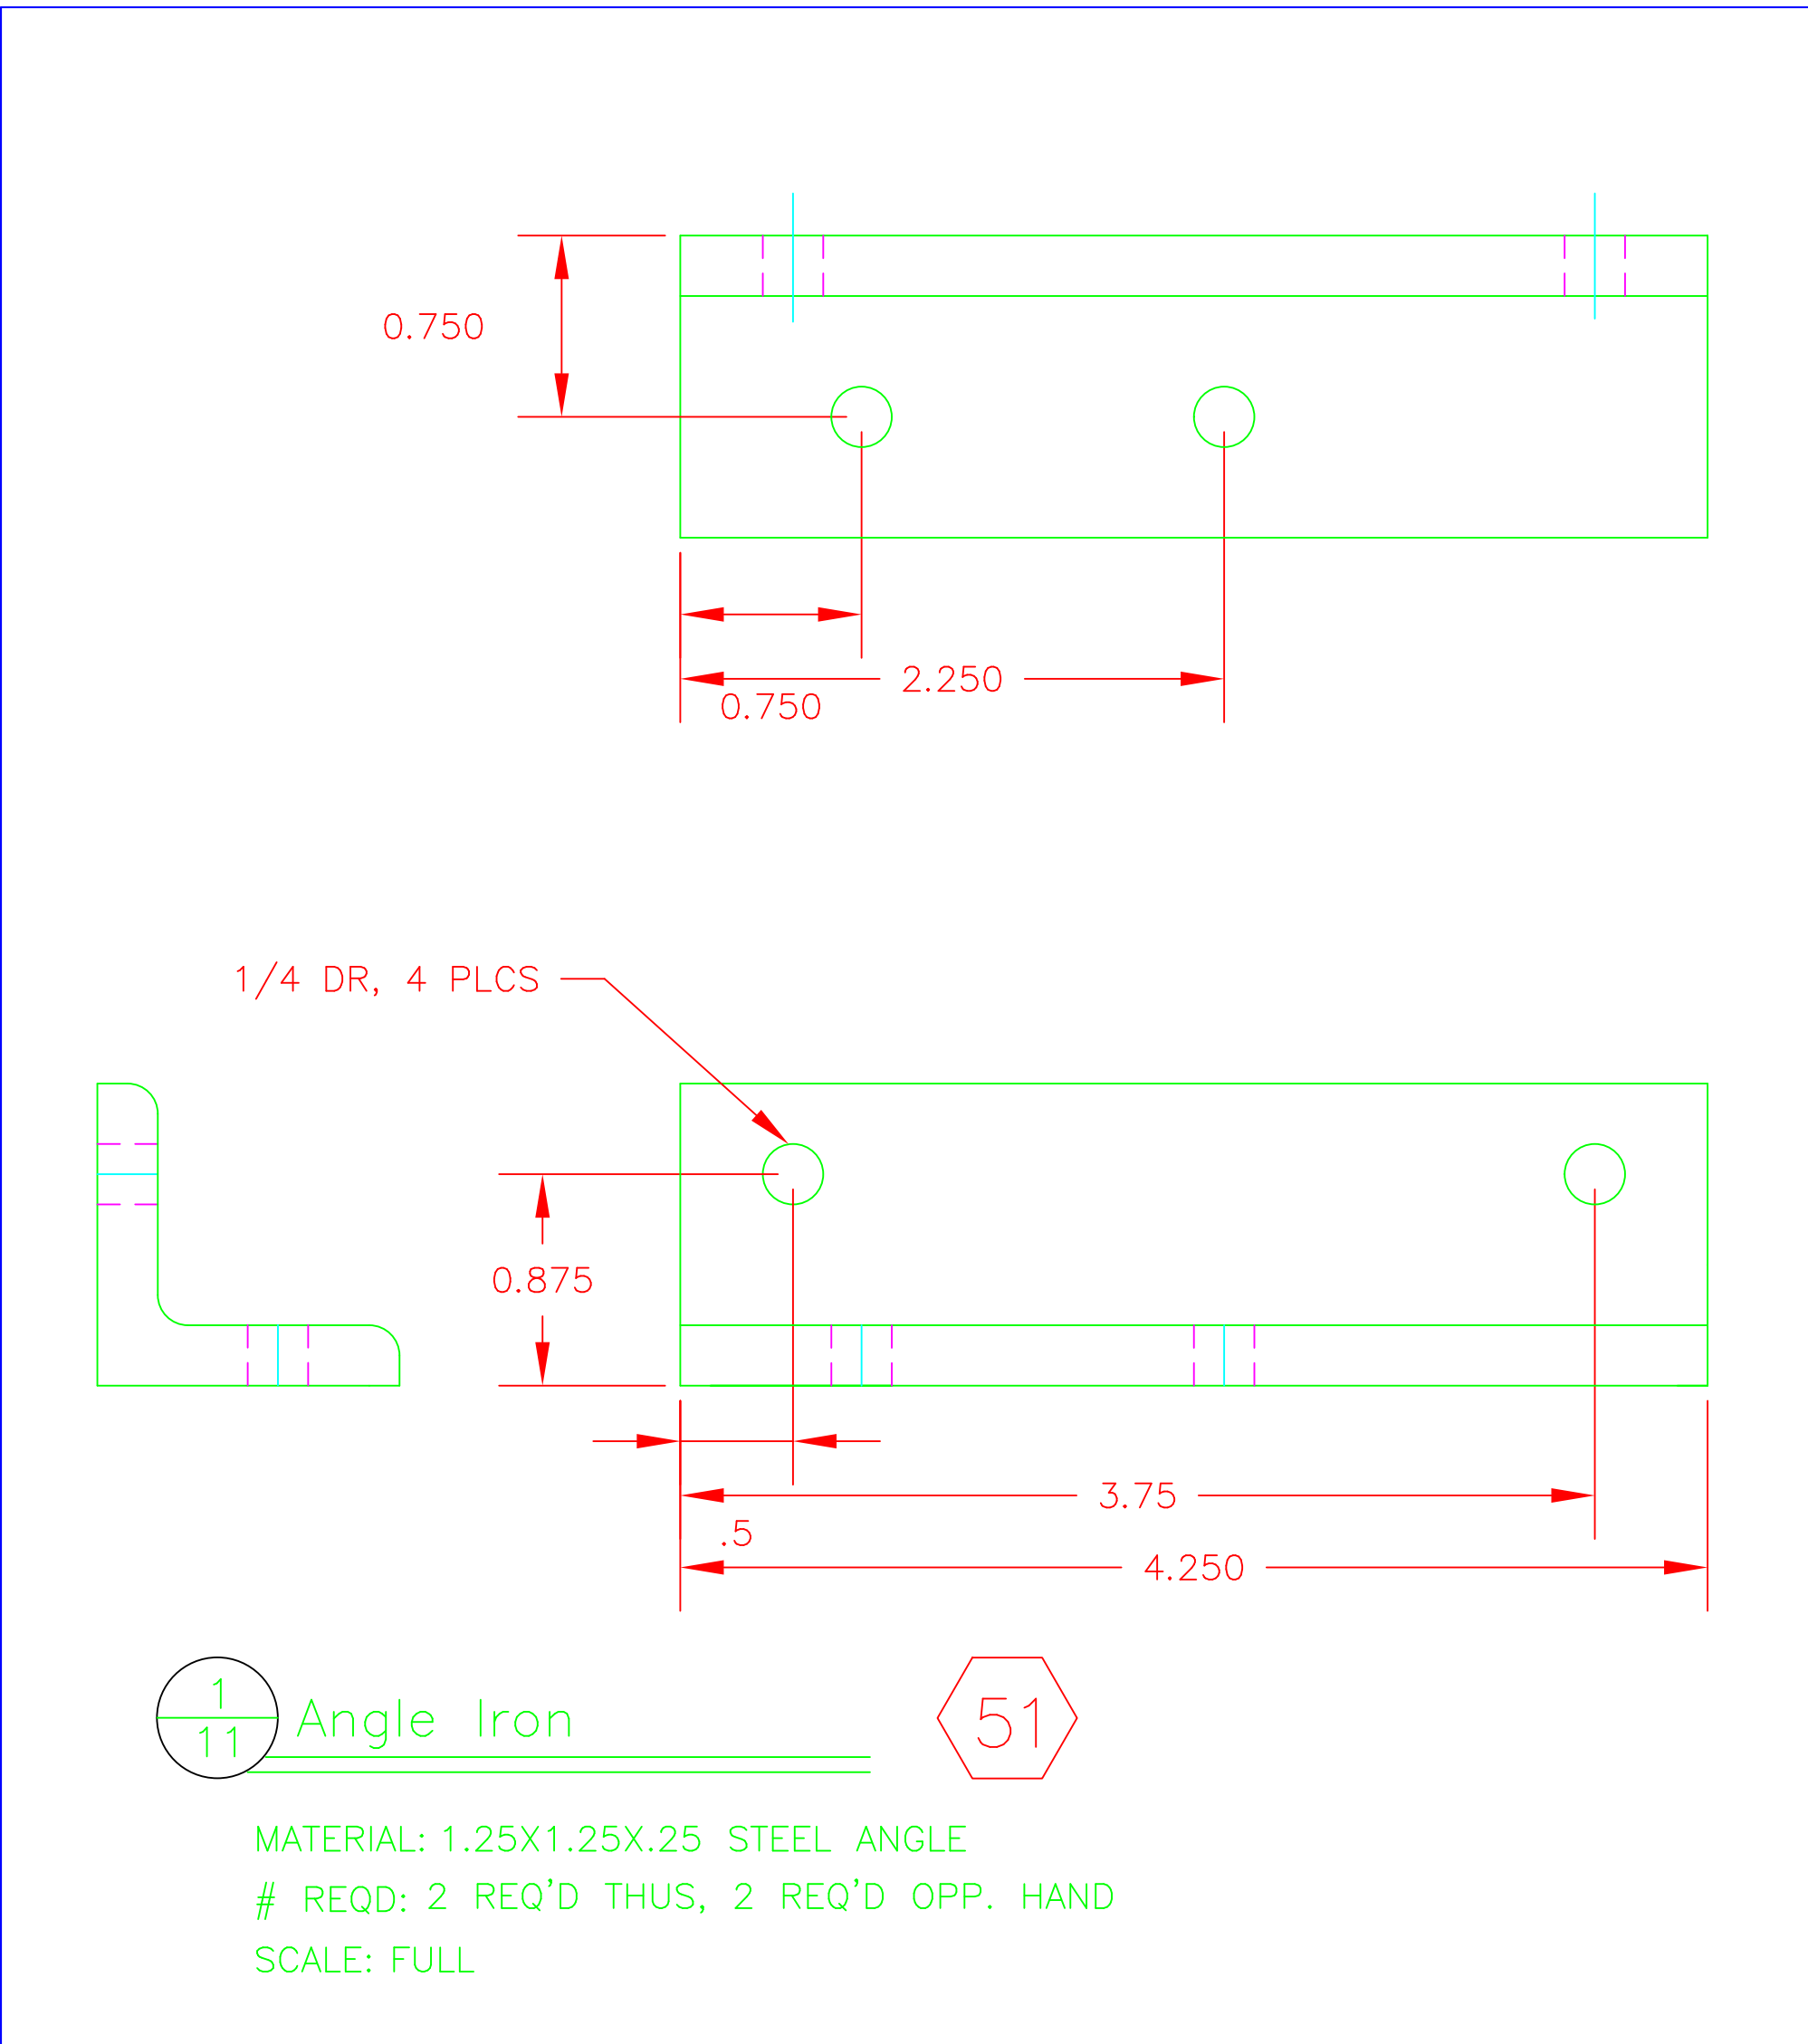 0.750
2.250
0.750
1/4 DR, 4 PLCS
0.875
3.75
.5
4.250
1
11
Angle Iron
51
MATERIAL: 1.25X1.25X.25 STEEL ANGLE
# REQD: 2 REQ'D THUS, 2 REQ'D OPP. HAND
SCALE: FULL